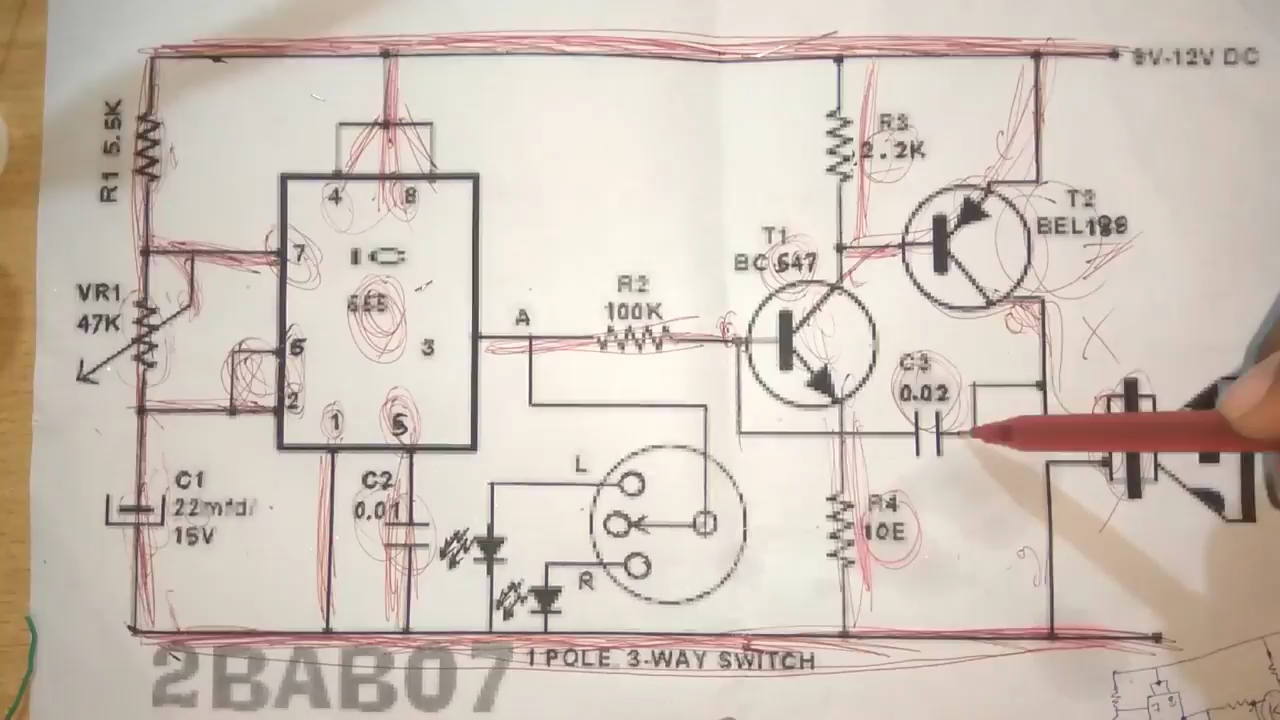 9V-12V DC
R1 5.5K
R3
2.2K
4
8
T2
BEL188
7
IC
555
T1
BC 547
VR1
47K
R2
100K
A
6
3
2
C3
0.02
1
5
C1
22mfd/
15V
C2
0.01
L
R4
10E
R
2BAB07
1 POLE, 3-WAY SWITCH